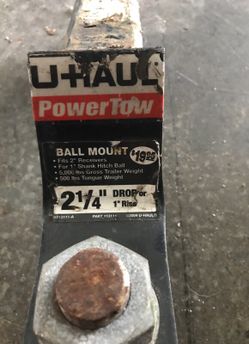 U-HAUL
PowerTow
BALL MOUNT
$19.95
• Fits 2" Receivers
• For 1" Shank Hitch Ball
• 5,000 lbs Gross Trailer Weight
• 500 lbs Tongue Weight
2 1/4" DROP or
1" Rise